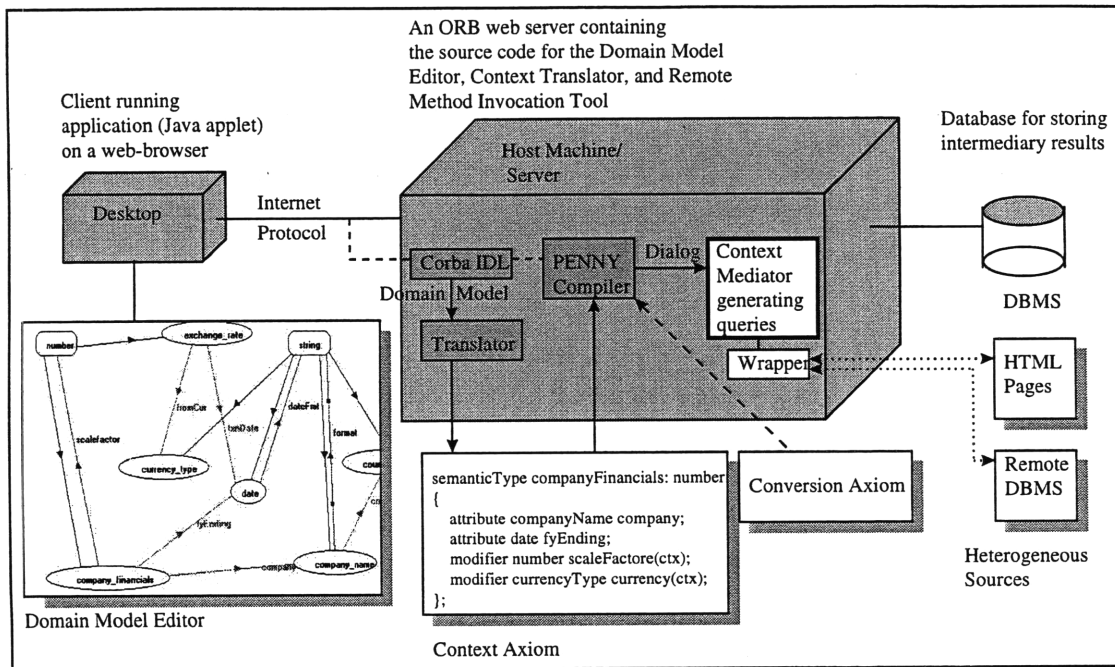 An ORB web server containing
the source code for the Domain Model
Editor, Context Translator, and Remote
Method Invocation Tool
Client running
application (Java applet)
on a web-browser
Database for storing
intermediary results
Host Machine/
Server
Desktop
Internet
Protocol
Corba IDL
PENNY
Compiler
Dialog
Context
Mediator
generating
queries
DBMS
Domain Model
Translator
Wrapper
HTML
Pages
number
exchange_rate
string
fromCur
txnDate
dateFmt
scalefactor
format
currency_type
date
fyEnding
company_financials
company
company_name
Domain Model Editor
semanticType companyFinancials: number
{
attribute companyName company;
attribute date fyEnding;
modifier number scaleFactore(ctx);
modifier currencyType currency(ctx);
};
Context Axiom
Conversion Axiom
Remote
DBMS
Heterogeneous
Sources